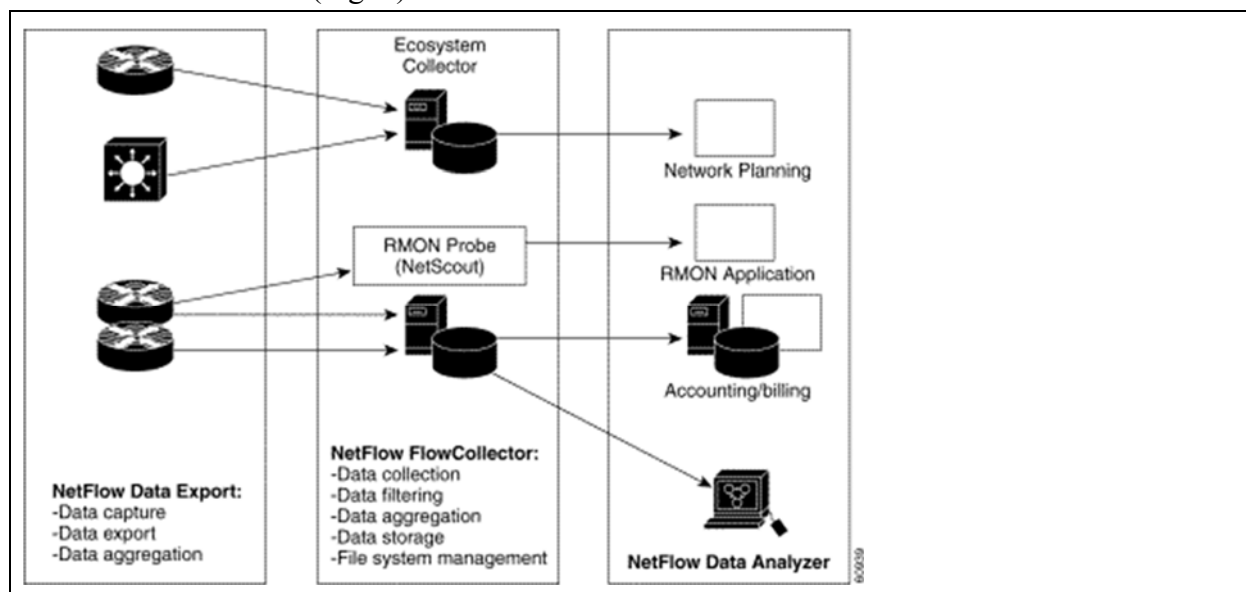 Ecosystem
Collector
Network Planning
RMON Probe
(NetScout)
RMON Application
Accounting/billing
NetFlow Data Export:
-Data capture
-Data export
-Data aggregation
NetFlow FlowCollector:
-Data collection
-Data filtering
-Data aggregation
-Data storage
-File system management
NetFlow Data Analyzer
60939